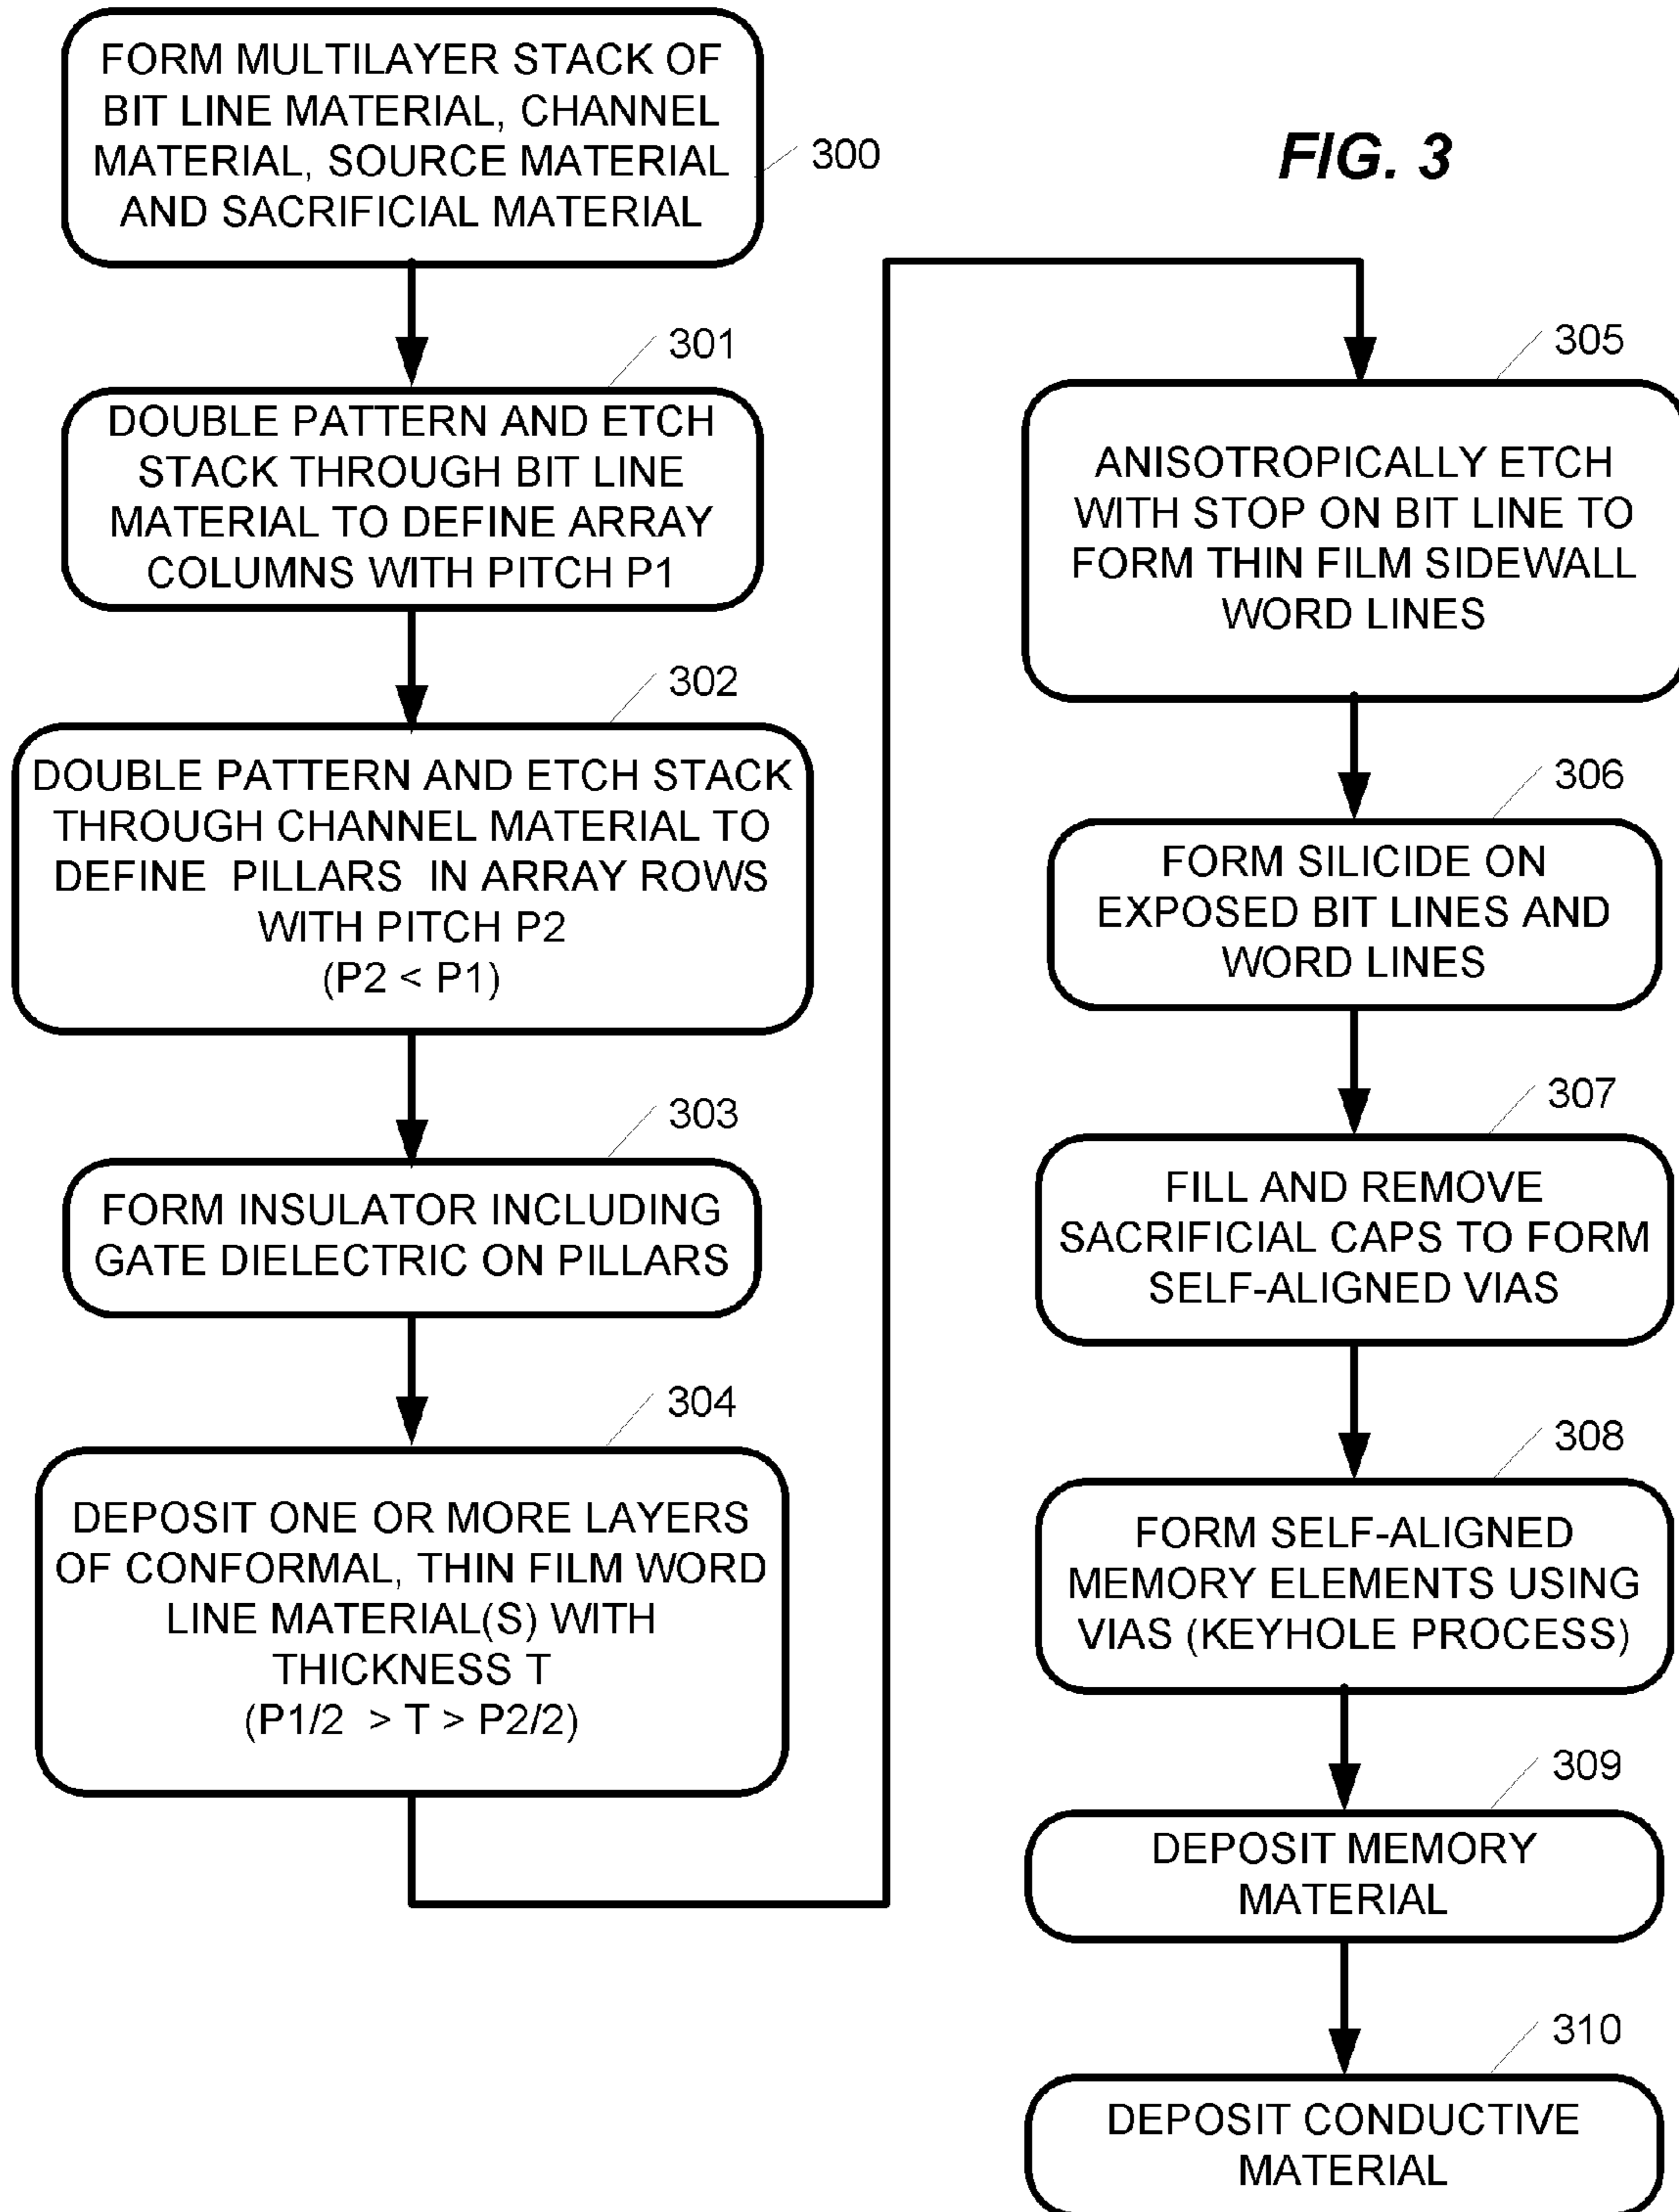 FIG. 3
FORM MULTILAYER STACK OF
BIT LINE MATERIAL, CHANNEL
MATERIAL, SOURCE MATERIAL
AND SACRIFICIAL MATERIAL
300
301
DOUBLE PATTERN AND ETCH
STACK THROUGH BIT LINE
MATERIAL TO DEFINE ARRAY
COLUMNS WITH PITCH P1
302
DOUBLE PATTERN AND ETCH STACK
THROUGH CHANNEL MATERIAL TO
DEFINE PILLARS IN ARRAY ROWS
WITH PITCH P2
(P2 < P1)
303
FORM INSULATOR INCLUDING
GATE DIELECTRIC ON PILLARS
304
DEPOSIT ONE OR MORE LAYERS
OF CONFORMAL, THIN FILM WORD
LINE MATERIAL(S) WITH
THICKNESS T
(P1/2 > T > P2/2)
305
ANISOTROPICALLY ETCH
WITH STOP ON BIT LINE TO
FORM THIN FILM SIDEWALL
WORD LINES
306
FORM SILICIDE ON
EXPOSED BIT LINES AND
WORD LINES
307
FILL AND REMOVE
SACRIFICIAL CAPS TO FORM
SELF-ALIGNED VIAS
308
FORM SELF-ALIGNED
MEMORY ELEMENTS USING
VIAS (KEYHOLE PROCESS)
309
DEPOSIT MEMORY
MATERIAL
310
DEPOSIT CONDUCTIVE
MATERIAL